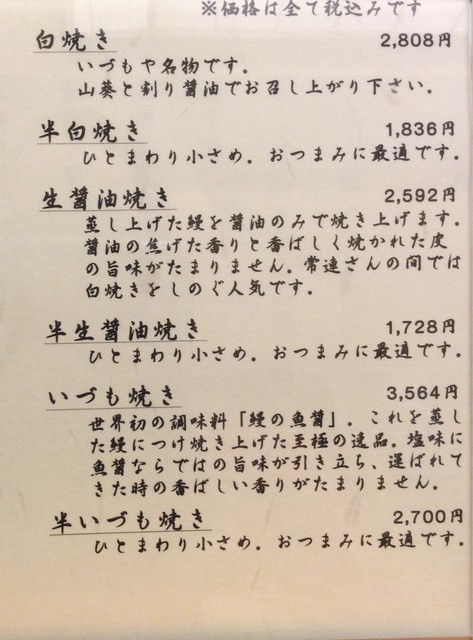 ※価格は全て税込みです
白焼き 2,808円
いづもや名物です。
山葵と割り醤油でお召し上がり下さい。
半白焼き 1,836円
ひとまわり小さめ。おつまみに最適です。
生醤油焼き 2,592円
蒸し上げた鰻を醤油のみで焼き上げます。
醤油の焦げた香りと香ばしく焼かれた皮
の旨味がたまりません。常連さんの間では
白焼きをしのぐ人気です。
半生醤油焼き 1,728円
ひとまわり小さめ。おつまみに最適です。
いづも焼き 3,564円
世界初の調味料「鰻の魚醤」。これを蒸し
た鰻につけ焼き上げた至極の逸品。塩味に
魚醤ならではの旨味が引き立ち、運ばれて
きた時の香ばしい香りがたまりません。
半いづも焼き 2,700円
ひとまわり小さめ。おつまみに最適です。